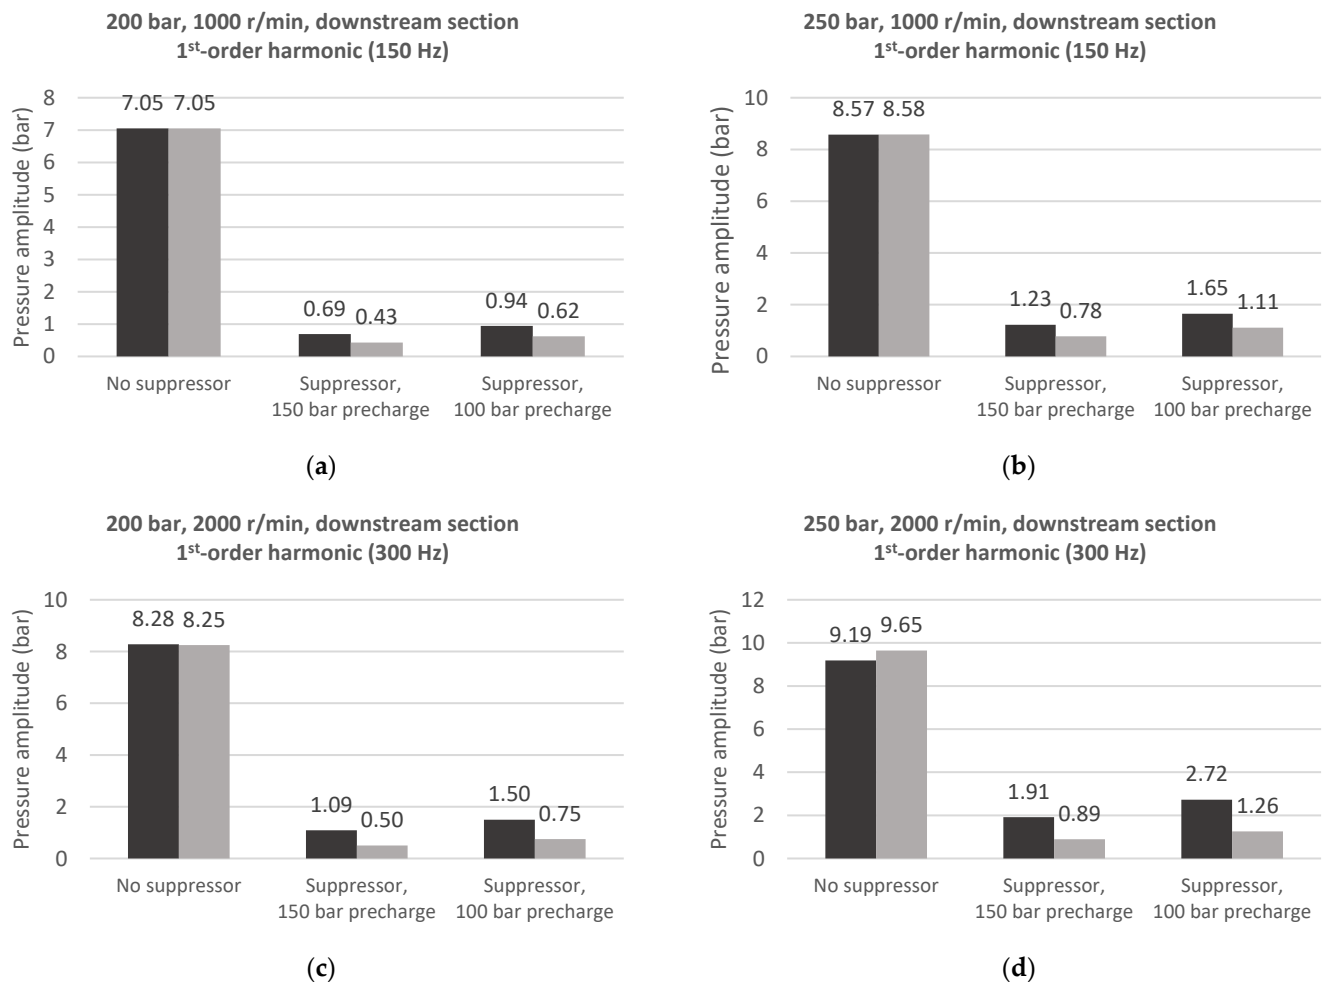 200 bar, 1000 r/min, downstream section
1st-order harmonic (150 Hz)
Pressure amplitude (bar)
8
7
6
5
4
3
2
1
0
7.05 7.05
0.69 0.43
0.94 0.62
No suppressor
Suppressor,
150 bar precharge
Suppressor,
100 bar precharge
(a)
250 bar, 1000 r/min, downstream section
1st-order harmonic (150 Hz)
Pressure amplitude (bar)
10
8
6
4
2
0
8.57 8.58
1.23 0.78
1.65 1.11
No suppressor
Suppressor,
150 bar precharge
Suppressor,
100 bar precharge
(b)
200 bar, 2000 r/min, downstream section
1st-order harmonic (300 Hz)
Pressure amplitude (bar)
10
8
6
4
2
0
8.28 8.25
1.09 0.50
1.50 0.75
No suppressor
Suppressor,
150 bar precharge
Suppressor,
100 bar precharge
(c)
250 bar, 2000 r/min, downstream section
1st-order harmonic (300 Hz)
Pressure amplitude (bar)
12
10
8
6
4
2
0
9.19 9.65
1.91 0.89
2.72 1.26
No suppressor
Suppressor,
150 bar precharge
Suppressor,
100 bar precharge
(d)